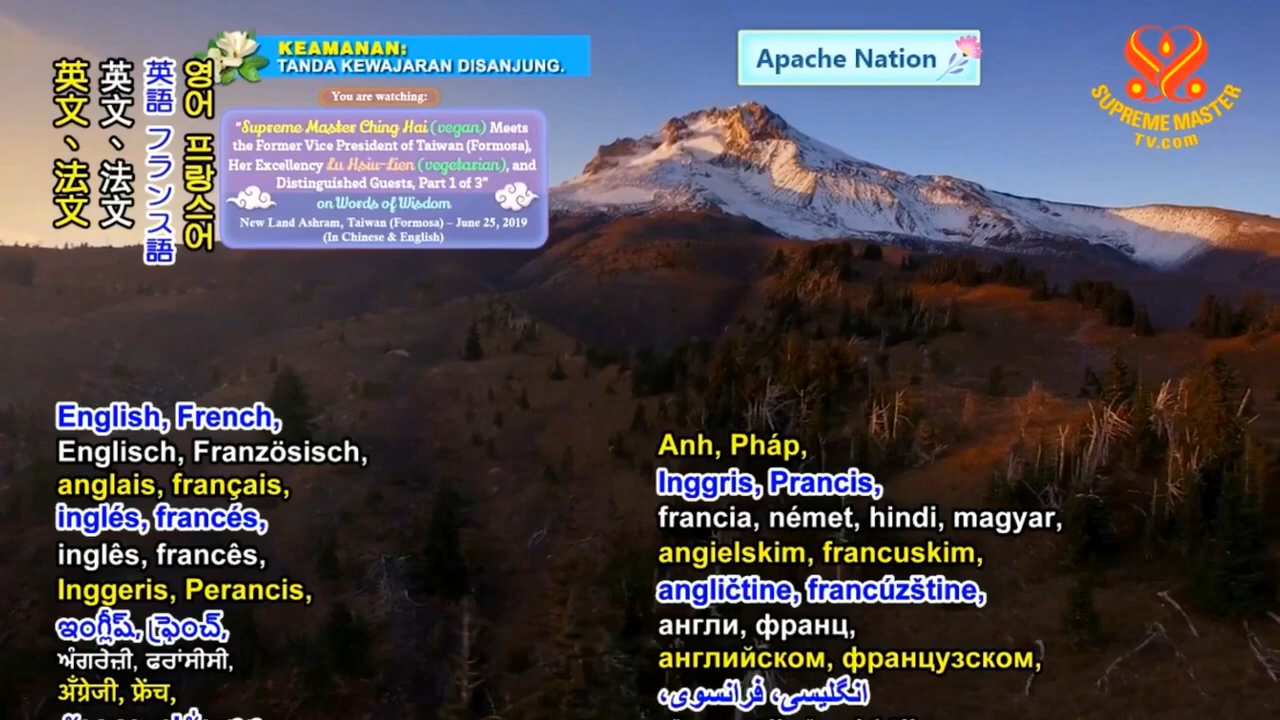 KEAMANAN:
TANDA KEWAJARAN DISANJUNG.
Apache Nation
SUPREME MASTER
TV.com
You are watching:
“Supreme Master Ching Hai (vegan) Meets
the Former Vice President of Taiwan (Formosa),
Her Excellency Lu Hsiu-Lien (vegetarian), and
Distinguished Guests, Part 1 of 3”
on Words of Wisdom
New Land Ashram, Taiwan (Formosa) – June 25, 2019
(In Chinese & English)
영어 프랑스어
英語 フランス語
英文、法文
英文、法文
English, French,
Englisch, Französisch,
anglais, français,
inglés, francés,
inglês, francês,
Inggeris, Perancis,
ఇంగ్లీష్, ఫ్రెంచ్,
ਅੰਗਰੇਜ਼ੀ, ਫਰਾਂਸੀਸੀ,
अँग्रेजी, फ्रेंच,
Anh, Pháp,
Inggris, Prancis,
francia, német, hindi, magyar,
angielskim, francuskim,
angličtine, francúzštine,
англи, франц,
английском, французском,
انگلیسی، فرانسوی،